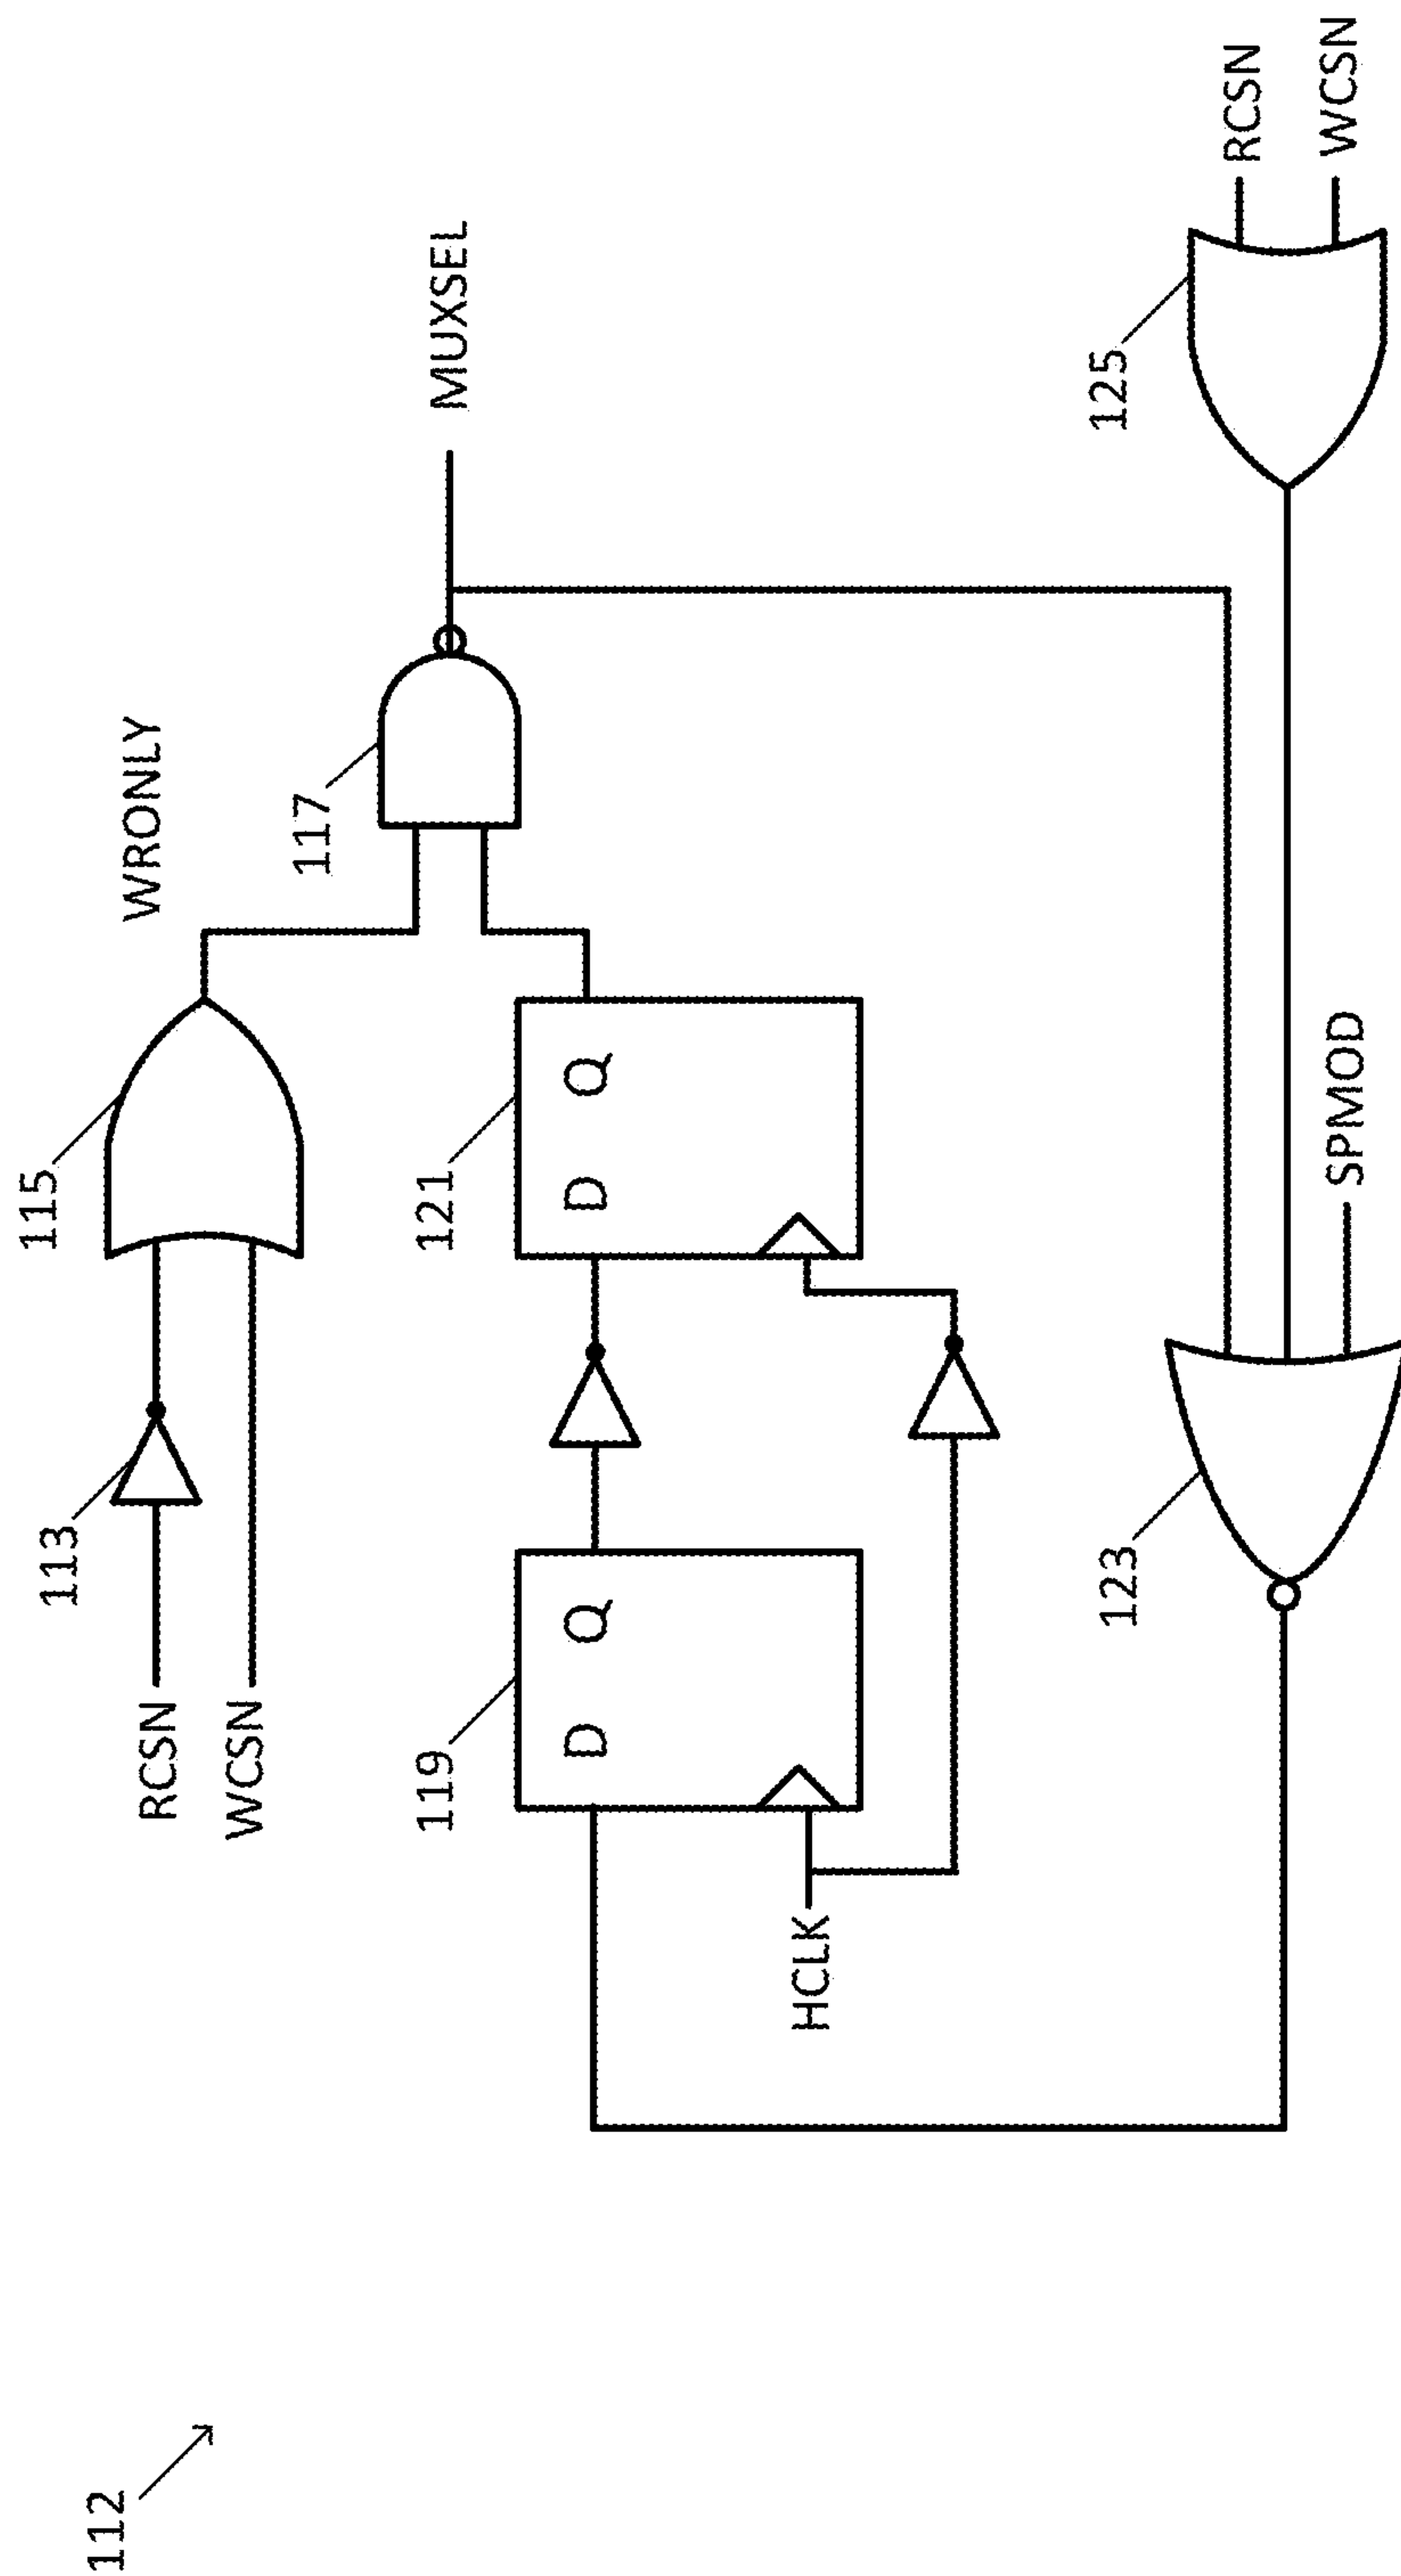 112
RCSN
WCSN
113
115
WRONLY
117
MUXSEL
119
D Q
121
D Q
HCLK
123
SPMOD
125
RCSN
WCSN